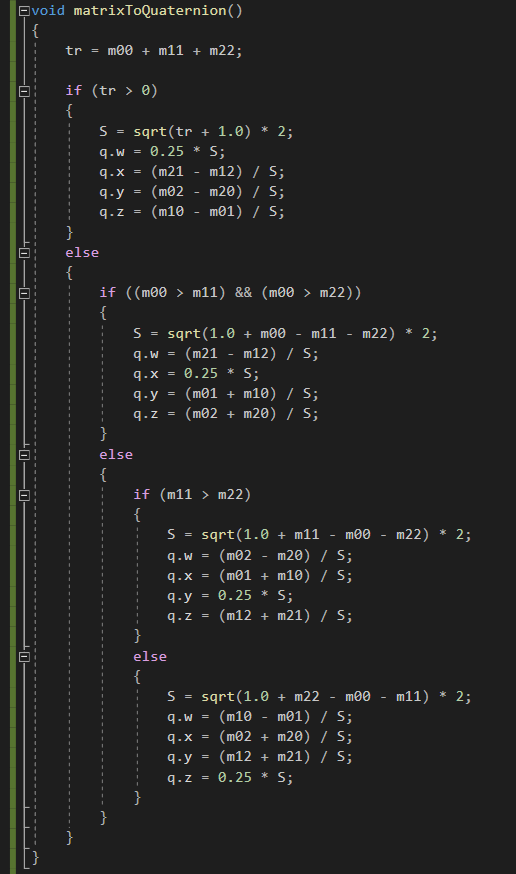 void matrixToQuaternion()
{
    tr = m00 + m11 + m22;

    if (tr > 0)
    {
        S = sqrt(tr + 1.0) * 2;
        q.w = 0.25 * S;
        q.x = (m21 - m12) / S;
        q.y = (m02 - m20) / S;
        q.z = (m10 - m01) / S;
    }
    else
    {
        if ((m00 > m11) && (m00 > m22))
        {
            S = sqrt(1.0 + m00 - m11 - m22) * 2;
            q.w = (m21 - m12) / S;
            q.x = 0.25 * S;
            q.y = (m01 + m10) / S;
            q.z = (m02 + m20) / S;
        }
        else
        {
            if (m11 > m22)
            {
                S = sqrt(1.0 + m11 - m00 - m22) * 2;
                q.w = (m02 - m20) / S;
                q.x = (m01 + m10) / S;
                q.y = 0.25 * S;
                q.z = (m12 + m21) / S;
            }
            else
            {
                S = sqrt(1.0 + m22 - m00 - m11) * 2;
                q.w = (m10 - m01) / S;
                q.x = (m02 + m20) / S;
                q.y = (m12 + m21) / S;
                q.z = 0.25 * S;
            }
        }
    }
}